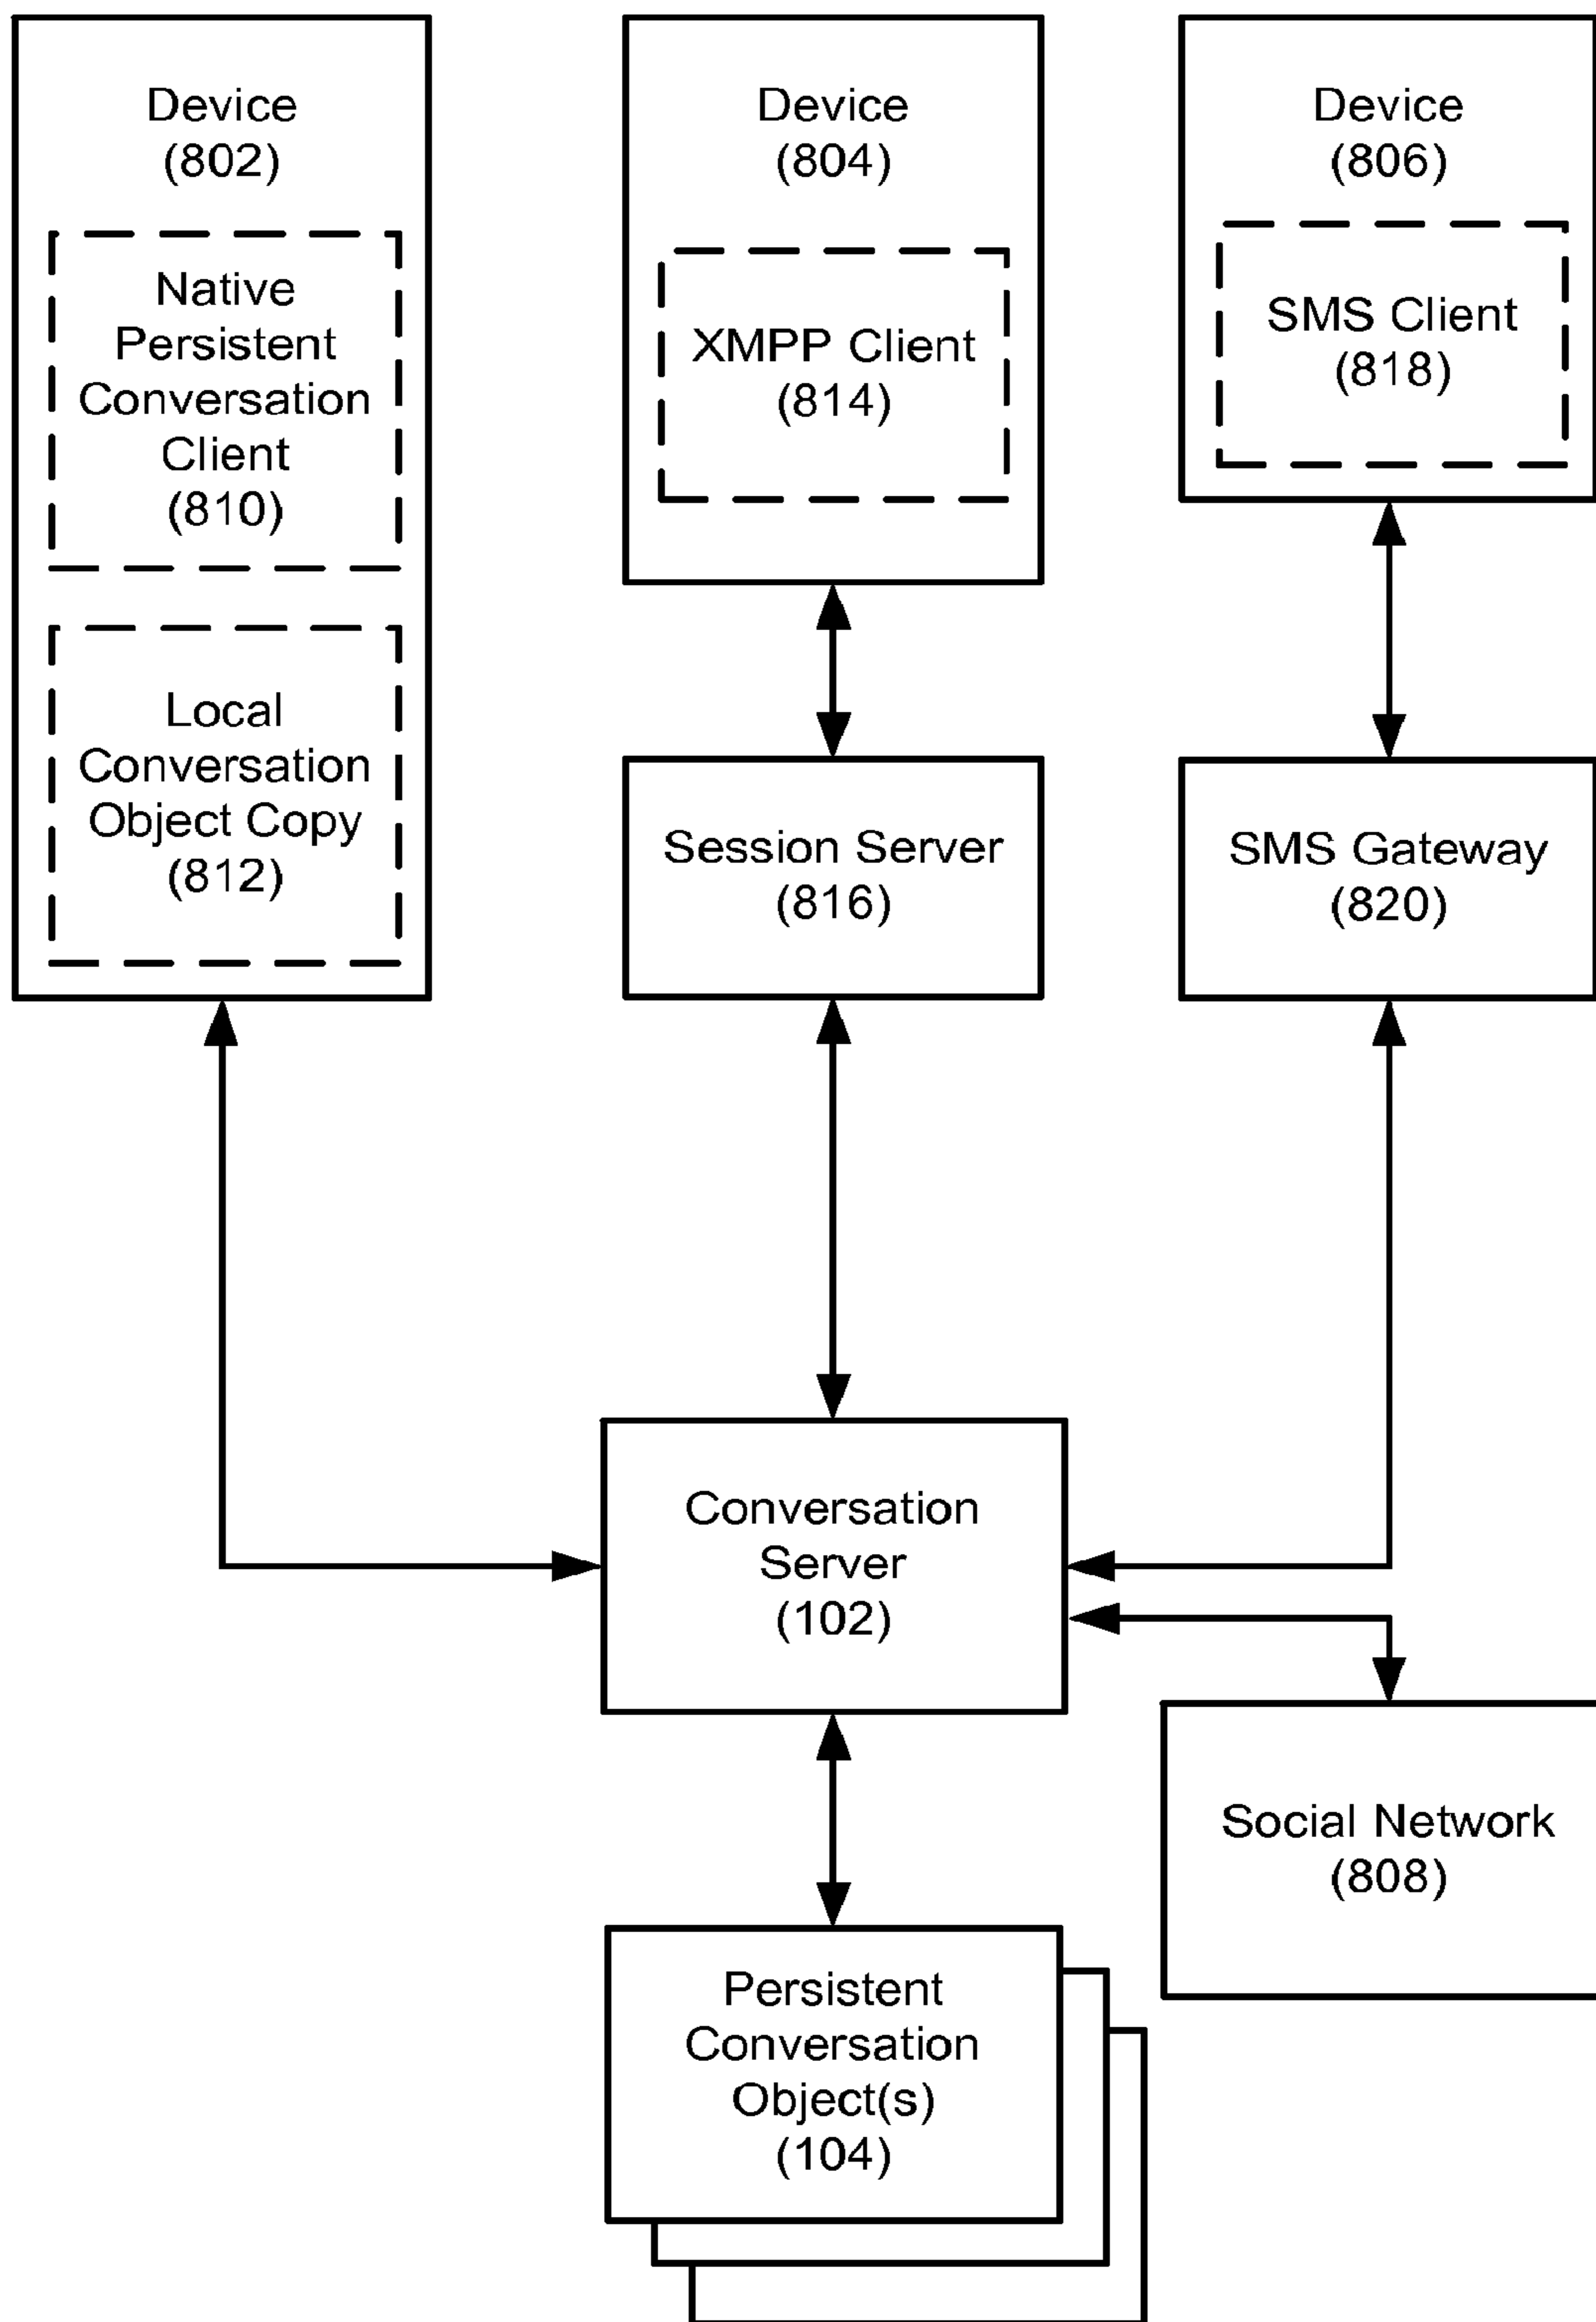 Device
(802)
Native
Persistent
Conversation
Client
(810)
Local
Conversation
Object Copy
(812)
Device
(804)
XMPP Client
(814)
Device
(806)
SMS Client
(818)
Session Server
(816)
SMS Gateway
(820)
Conversation
Server
(102)
Social Network
(808)
Persistent
Conversation
Object(s)
(104)